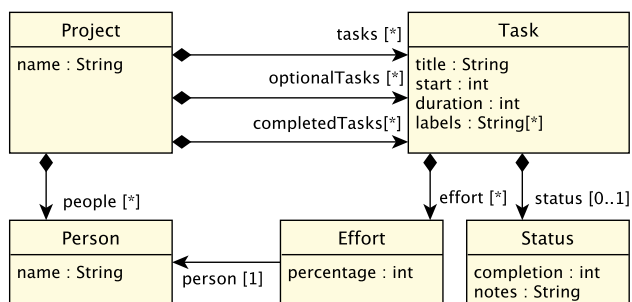 Project
name : String
tasks [*]
optionalTasks [*]
completedTasks[*]
Task
title : String
start : int
duration : int
labels : String[*]
people [*]
effort [*]
status [0..1]
Person
name : String
person [1]
Effort
percentage : int
Status
completion : int
notes : String